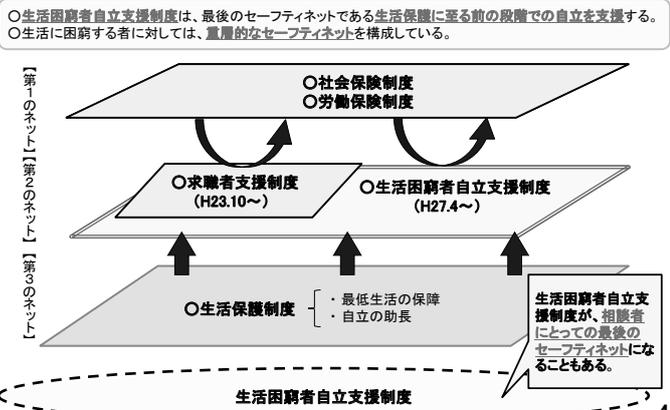 ○生活困窮者自立支援制度は、最後のセーフティネットである生活保護に至る前の段階での自立を支援する。
○生活に困窮する者に対しては、重層的なセーフティネットを構成している。
【第1のネット】
○社会保険制度
○労働保険制度
【第2のネット】
○求職者支援制度
（H23.10～）
○生活困窮者自立支援制度
（H27.4～）
【第3のネット】
○生活保護制度
・最低生活の保障
・自立の助長
生活困窮者自立支
援制度が、相談者
にとっての最後の
セーフティネットにな
ることもある。
生活困窮者自立支援制度